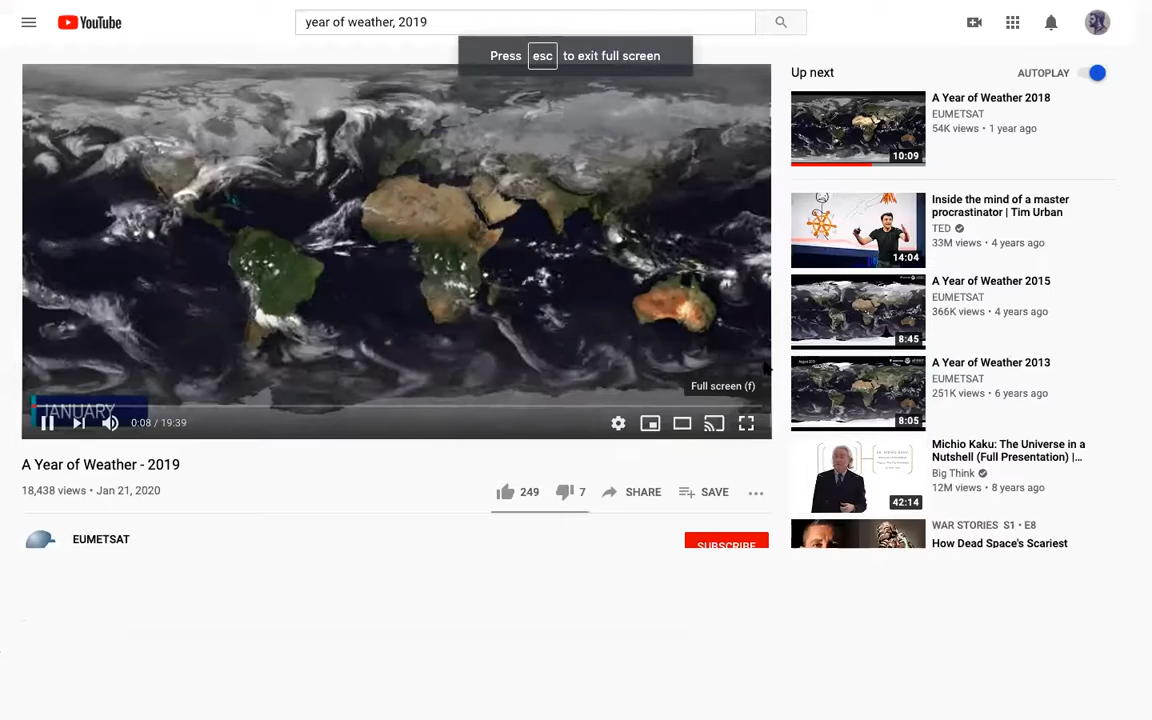 YouTube
year of weather, 2019
Press esc to exit full screen
JANUARY
Full screen (f)
0:08 / 19:39
A Year of Weather - 2019
18,438 views • Jan 21, 2020
249
7
SHARE
SAVE
EUMETSAT
SUBSCRIBE
Up next
AUTOPLAY
10:09
A Year of Weather 2018
EUMETSAT
54K views • 1 year ago
14:04
Inside the mind of a master
procrastinator | Tim Urban
TED
33M views • 4 years ago
8:45
A Year of Weather 2015
EUMETSAT
366K views • 4 years ago
8:05
A Year of Weather 2013
EUMETSAT
251K views • 6 years ago
42:14
Michio Kaku: The Universe in a
Nutshell (Full Presentation) |...
Big Think
12M views • 8 years ago
WAR STORIES S1 • E8
How Dead Space's Scariest